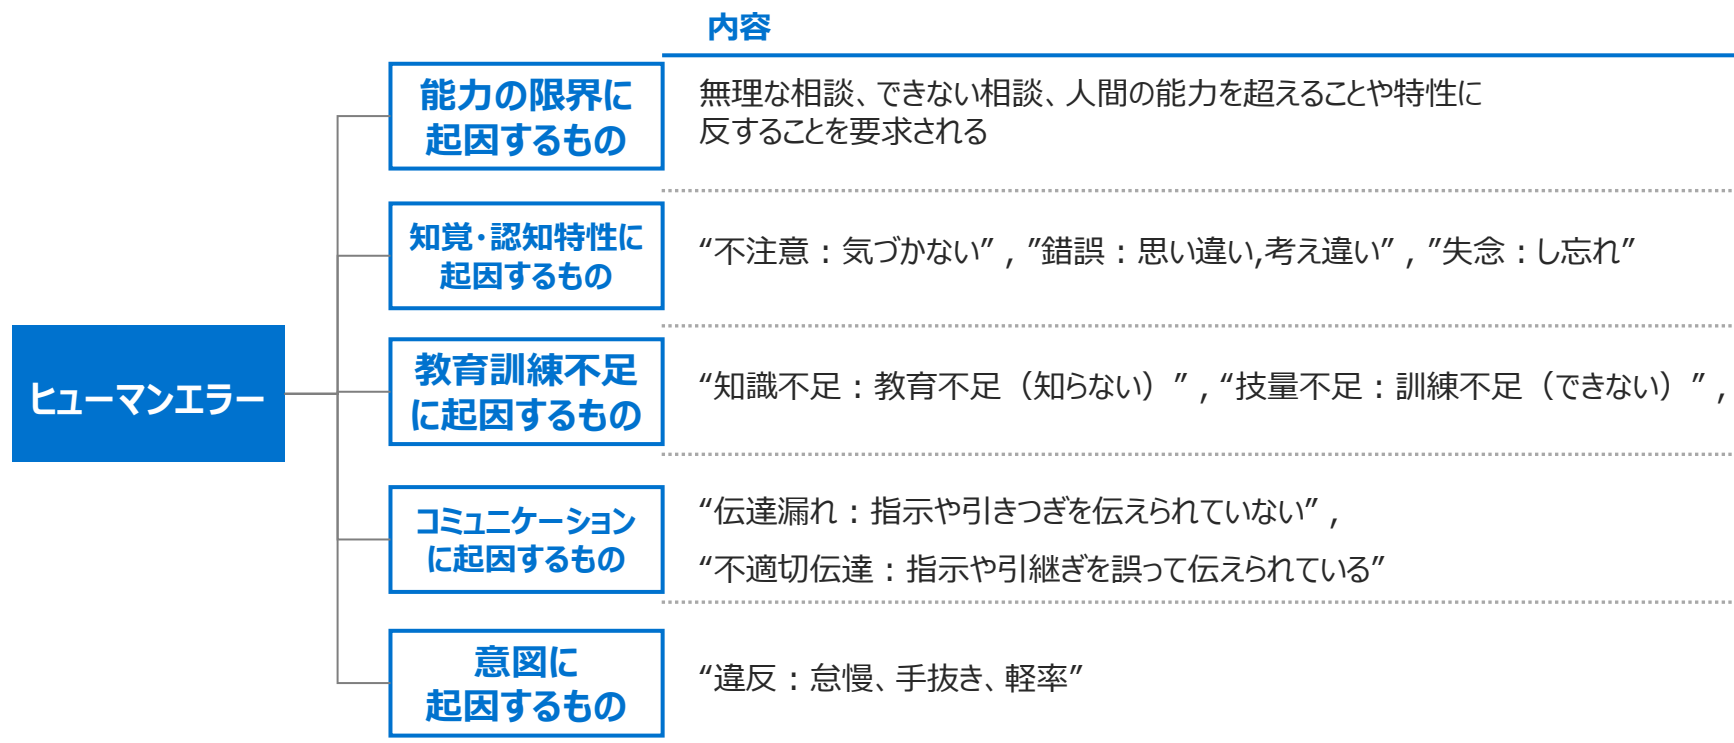 内容
能力の限界に
起因するもの
無理な相談、できない相談、人間の能力を超えることや特性に
反することを要求される
知覚・認知特性に
起因するもの
“不注意：気づかない”，”錯誤：思い違い,考え違い”，”失念：し忘れ”
ヒューマンエラー
教育訓練不足
に起因するもの
“知識不足：教育不足（知らない）”，“技量不足：訓練不足（できない）”，
コミュニケーション
に起因するもの
“伝達漏れ：指示や引きつぎを伝えられていない”，
“不適切伝達：指示や引継ぎを誤って伝えられている”
意図に
起因するもの
“違反：怠慢、手抜き、軽率”